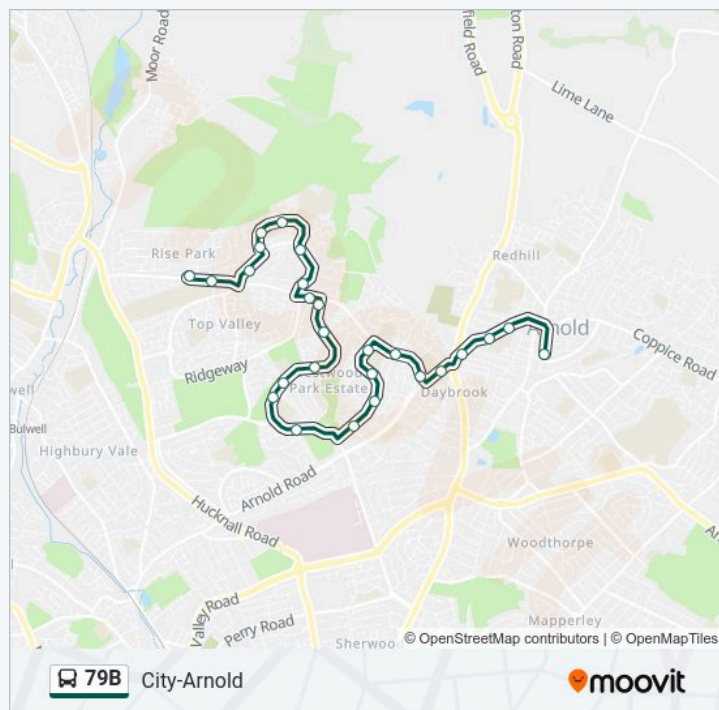 Moor Road
field Road
ton Road
Lime Lane
Rise Park
Redhill
Top Valley
Arnold
Coppice Road
Ridgeway
estwood
Park Estate
Daybrook
well
Bulwell
Highbury Vale
Arnold Road
Hucknall Road
Ar
Woodthorpe
Valley Road
Perry Road
Mapperley
Sherwoo
© OpenStreetMap contributors | © OpenMapTiles
79B
City-Arnold
moovit